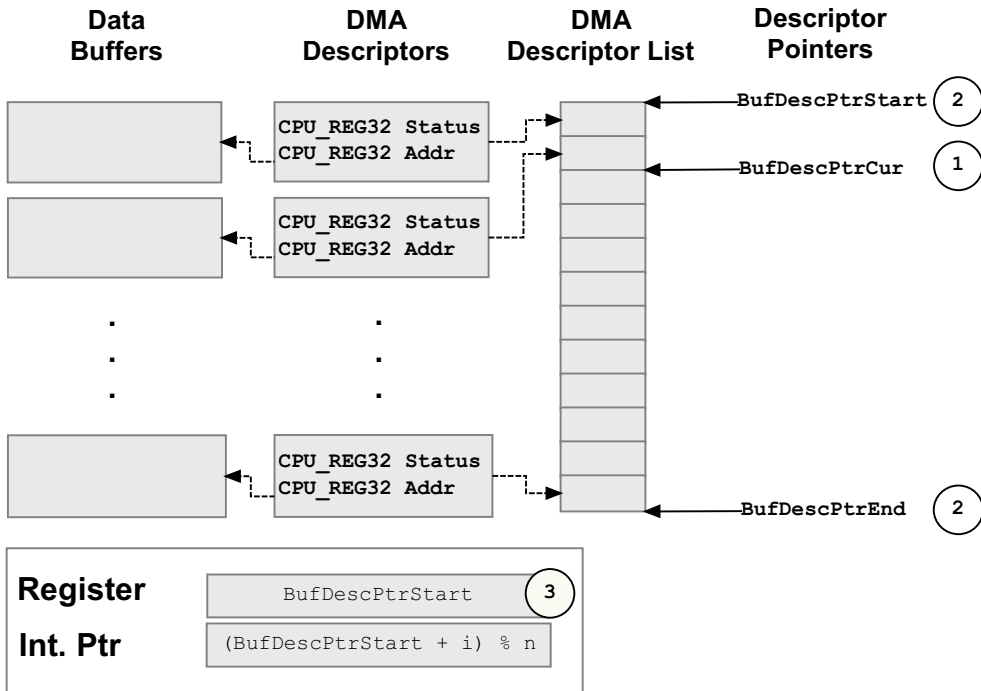 Data
Buffers
DMA
Descriptors
DMA
Descriptor List
Descriptor
Pointers
CPU_REG32 Status
CPU_REG32 Addr
BufDescPtrStart
2
BufDescPtrCur
1
CPU_REG32 Status
CPU_REG32 Addr
.
.
.
.
.
.
CPU_REG32 Status
CPU_REG32 Addr
BufDescPtrEnd
2
Register
BufDescPtrStart
3
Int. Ptr
(BufDescPtrStart + i) % n